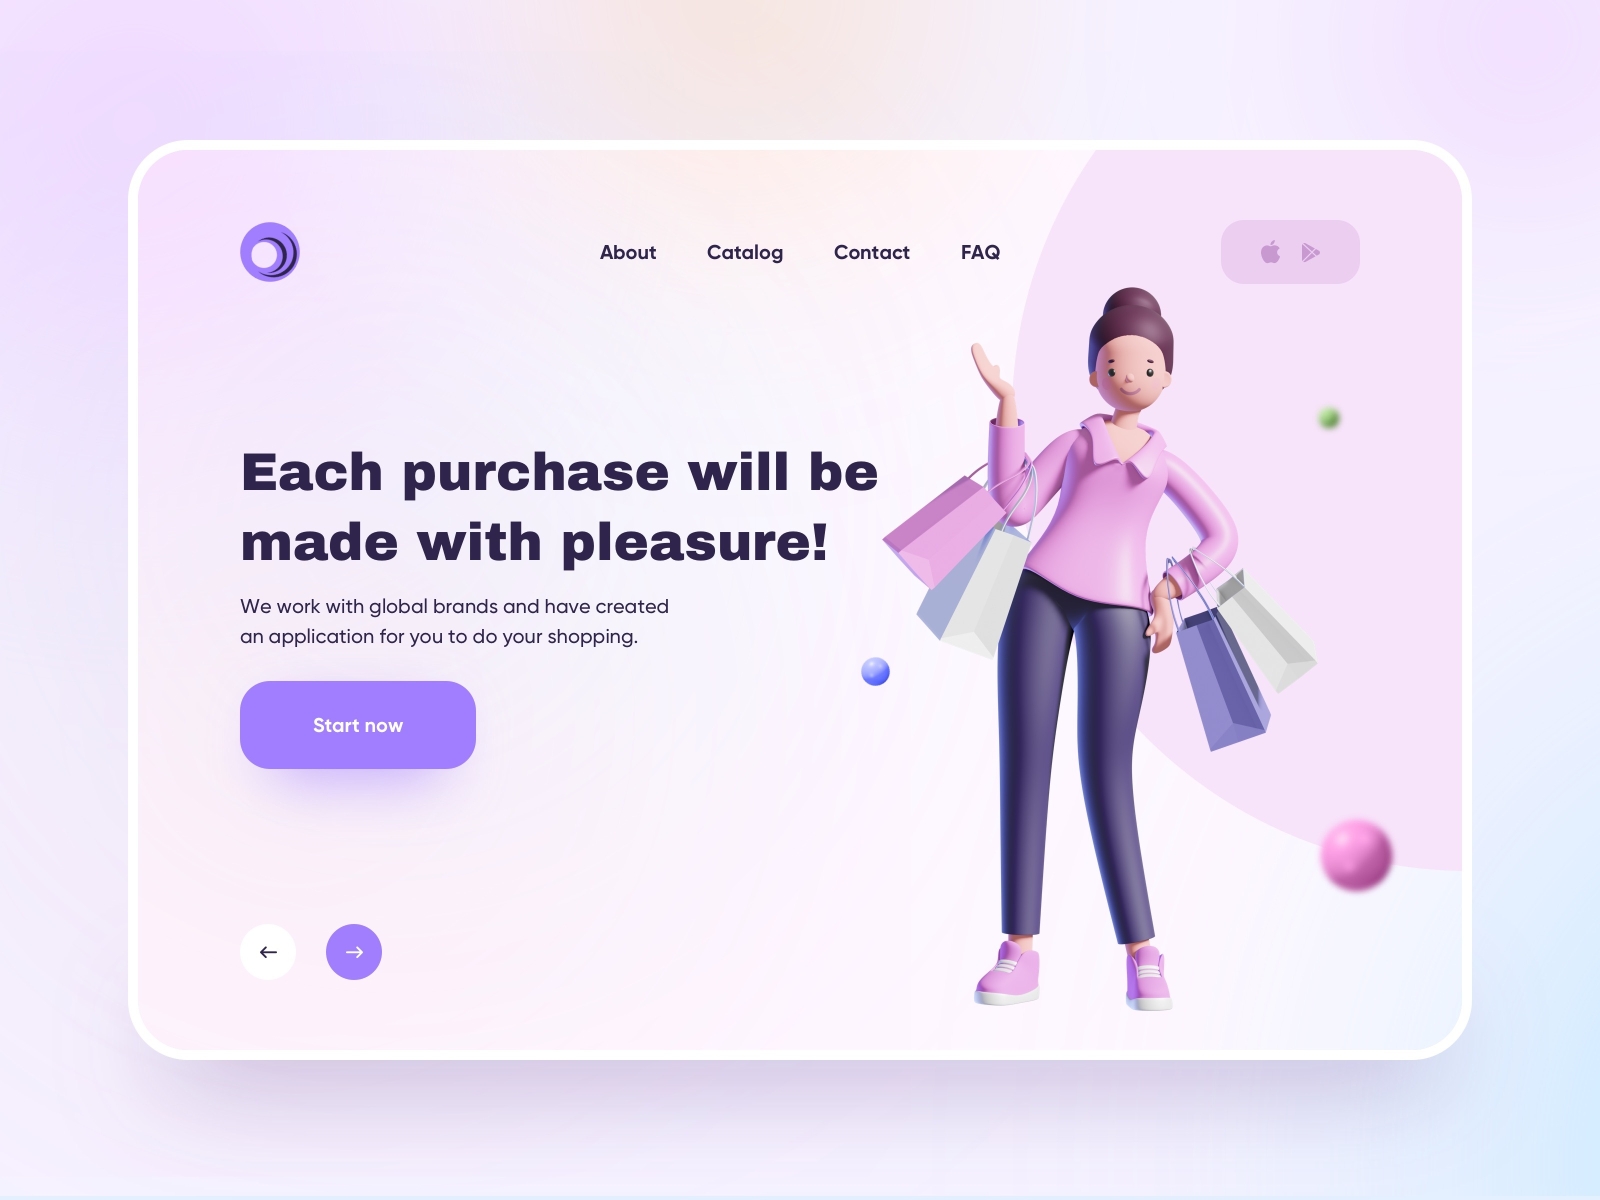 About Catalog Contact FAQ
Each purchase will be
made with pleasure!
We work with global brands and have created
an application for you to do your shopping.
Start now